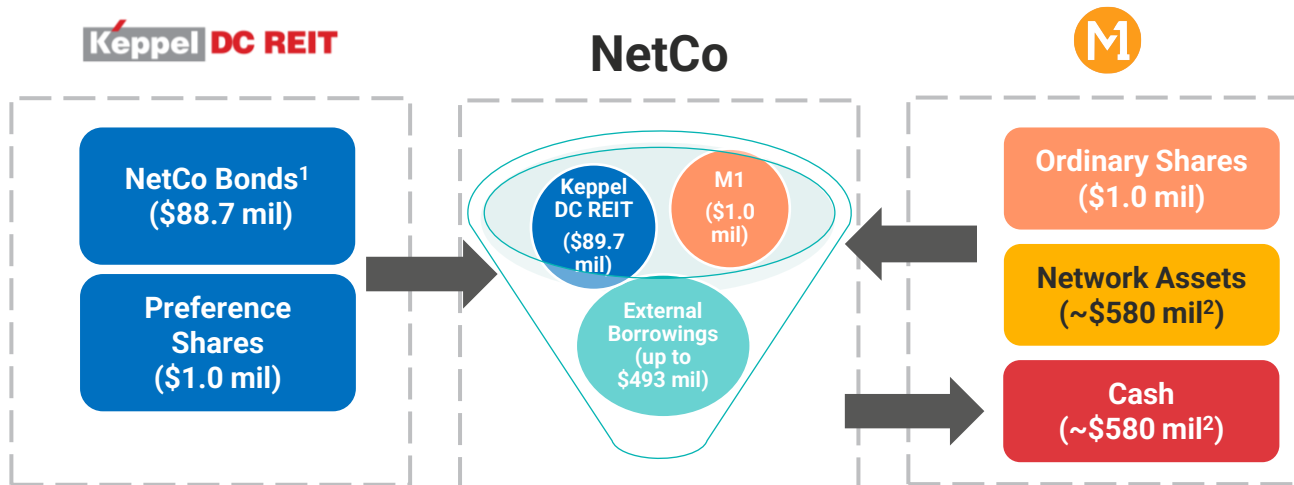 Keppel DC REIT
NetCo
M1
NetCo Bonds¹
($88.7 mil)
Preference
Shares
($1.0 mil)
Keppel
DC REIT
($89.7
mil)
M1
($1.0
mil)
External
Borrowings
(up to
$493 mil)
Ordinary Shares
($1.0 mil)
Network Assets
(~$580 mil²)
Cash
(~$580 mil²)